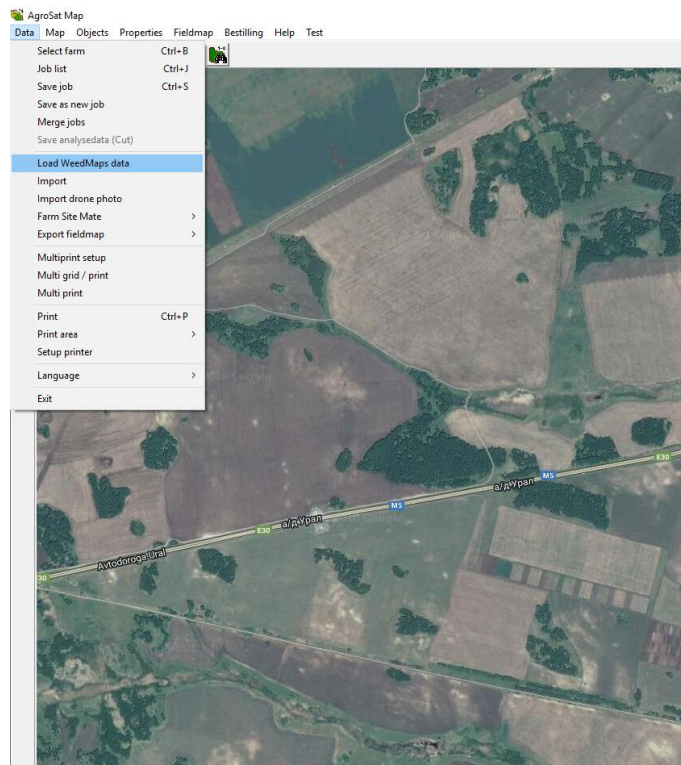 AgroSat Map
Data Map Objects Properties Fieldmap Bestilling Help Test
Select farm Ctrl+B
Job list Ctrl+J
Save job Ctrl+S
Save as new job
Merge jobs
Save analysedata (Cut)
Load WeedMaps data
Import
Import drone photo
Farm Site Mate >
Export fieldmap >
Multiprint setup
Multi grid / print
Multi print
Print Ctrl+P
Print area >
Setup printer
Language >
Exit
E30
M5
а/д Урал
M5
а/д Урал
E30
Avtodoroga Ural
30